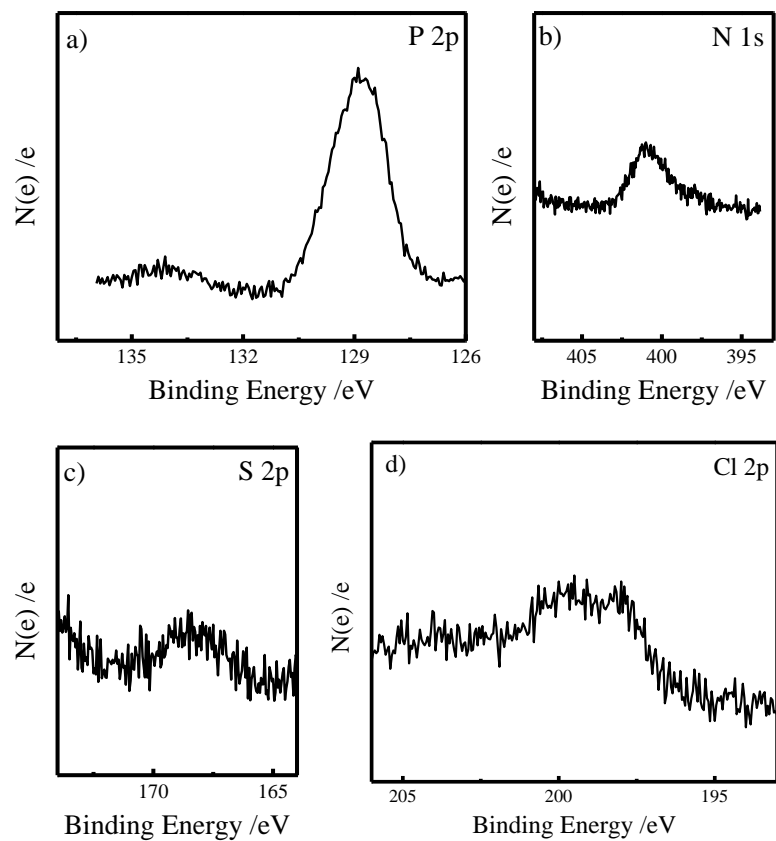 a)
P 2p
N(e) /e
135
132
129
126
Binding Energy /eV
b)
N 1s
N(e) /e
405
400
395
Binding Energy /eV
c)
S 2p
N(e) /e
170
165
Binding Energy /eV
d)
Cl 2p
N(e) /e
205
200
195
Binding Energy /eV